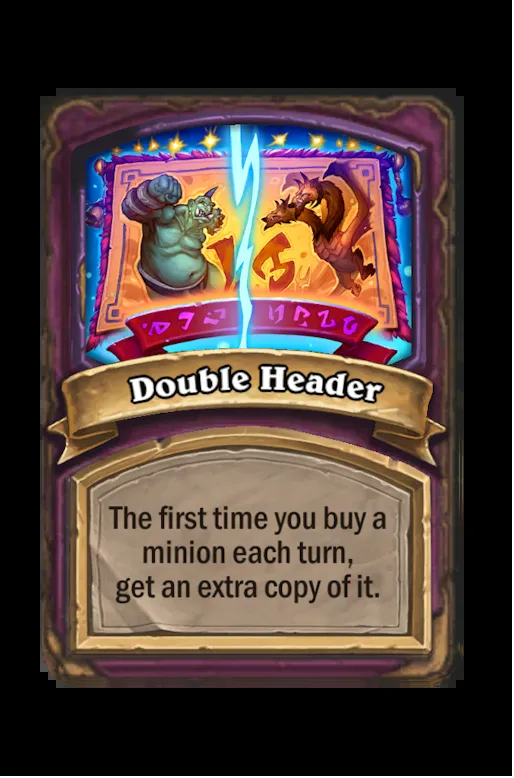 Double Header
The first time you buy a
minion each turn,
get an extra copy of it.